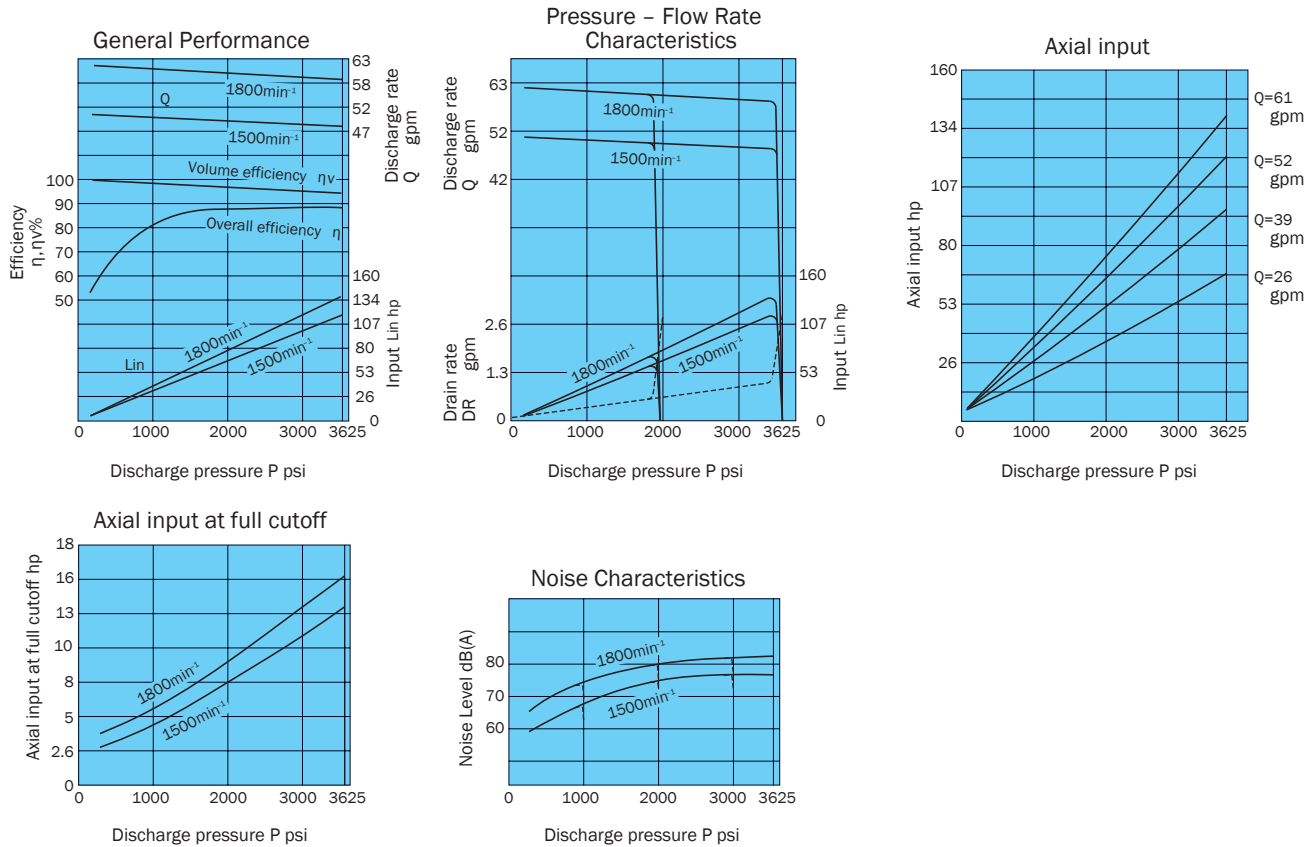 General Performance
63
58
52
47
Discharge rate
Q gpm
1800min⁻¹
Q
1500min⁻¹
Volume efficiency ηv
Overall efficiency η
100
90
80
70
60
50
Efficiency
η,ηv%
160
134
107
80
53
26
0
Input Lin hp
Lin
1800min⁻¹
1500min⁻¹
0
1000
2000
3000
3625
Discharge pressure P psi
Pressure – Flow Rate
Characteristics
63
52
42
Discharge rate
Q gpm
1800min⁻¹
1500min⁻¹
2.6
1.3
0
Drain rate
DR gpm
160
107
53
0
Input Lin hp
1800min⁻¹
1500min⁻¹
0
1000
2000
3000
3625
Discharge pressure P psi
Axial input
160
134
107
80
53
26
Axial input hp
Q=61
gpm
Q=52
gpm
Q=39
gpm
Q=26
gpm
0
1000
2000
3000
3625
Discharge pressure P psi
Axial input at full cutoff
18
16
13
10
8
5
2.6
0
Axial input at full cutoff hp
1800min⁻¹
1500min⁻¹
0
1000
2000
3000
3625
Discharge pressure P psi
Noise Characteristics
80
70
60
Noise Level dB(A)
1800min⁻¹
1500min⁻¹
0
1000
2000
3000
3625
Discharge pressure P psi